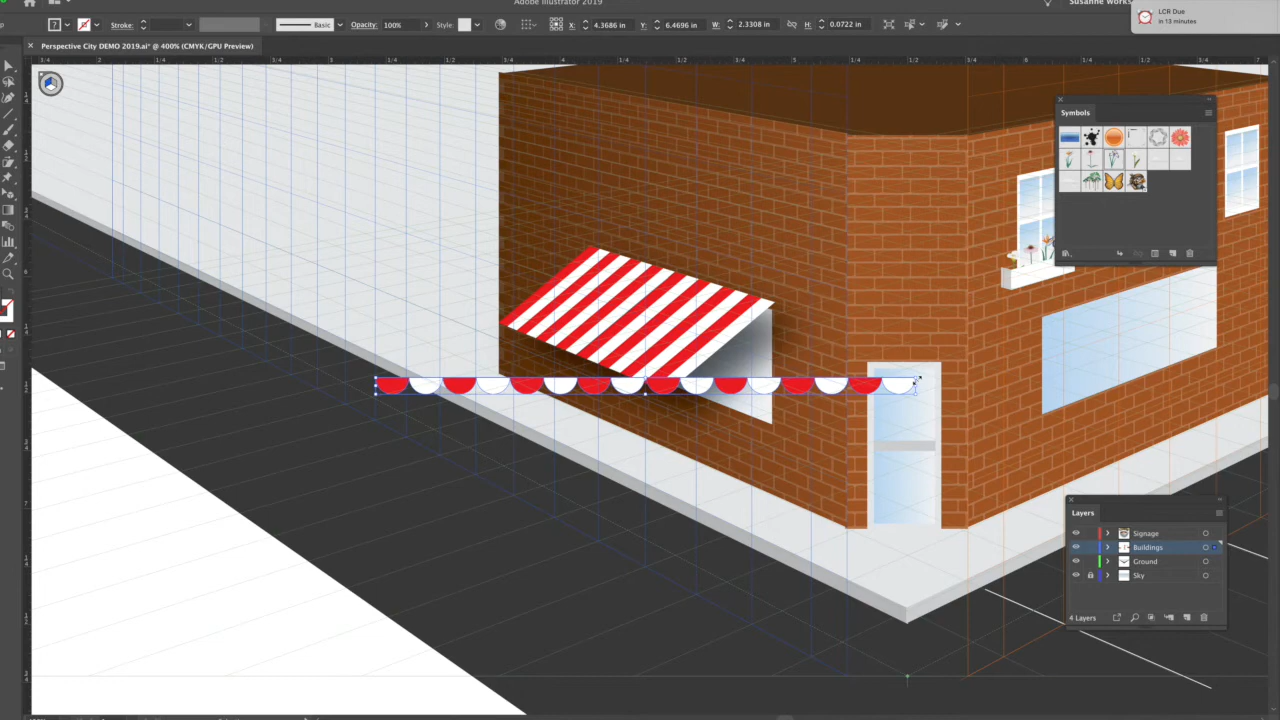 Adobe Illustrator 2019
Susanne Works
LCR Due
in 13 minutes
Stroke:
Basic
Opacity: 100%
Style:
X: 4.3686 in
Y: 6.4696 in
W: 2.3308 in
H: 0.0722 in
Perspective City DEMO 2019.ai* @ 400% (CMYK/GPU Preview)
Symbols
Layers
Signage
Buildings
Ground
Sky
4 Layers